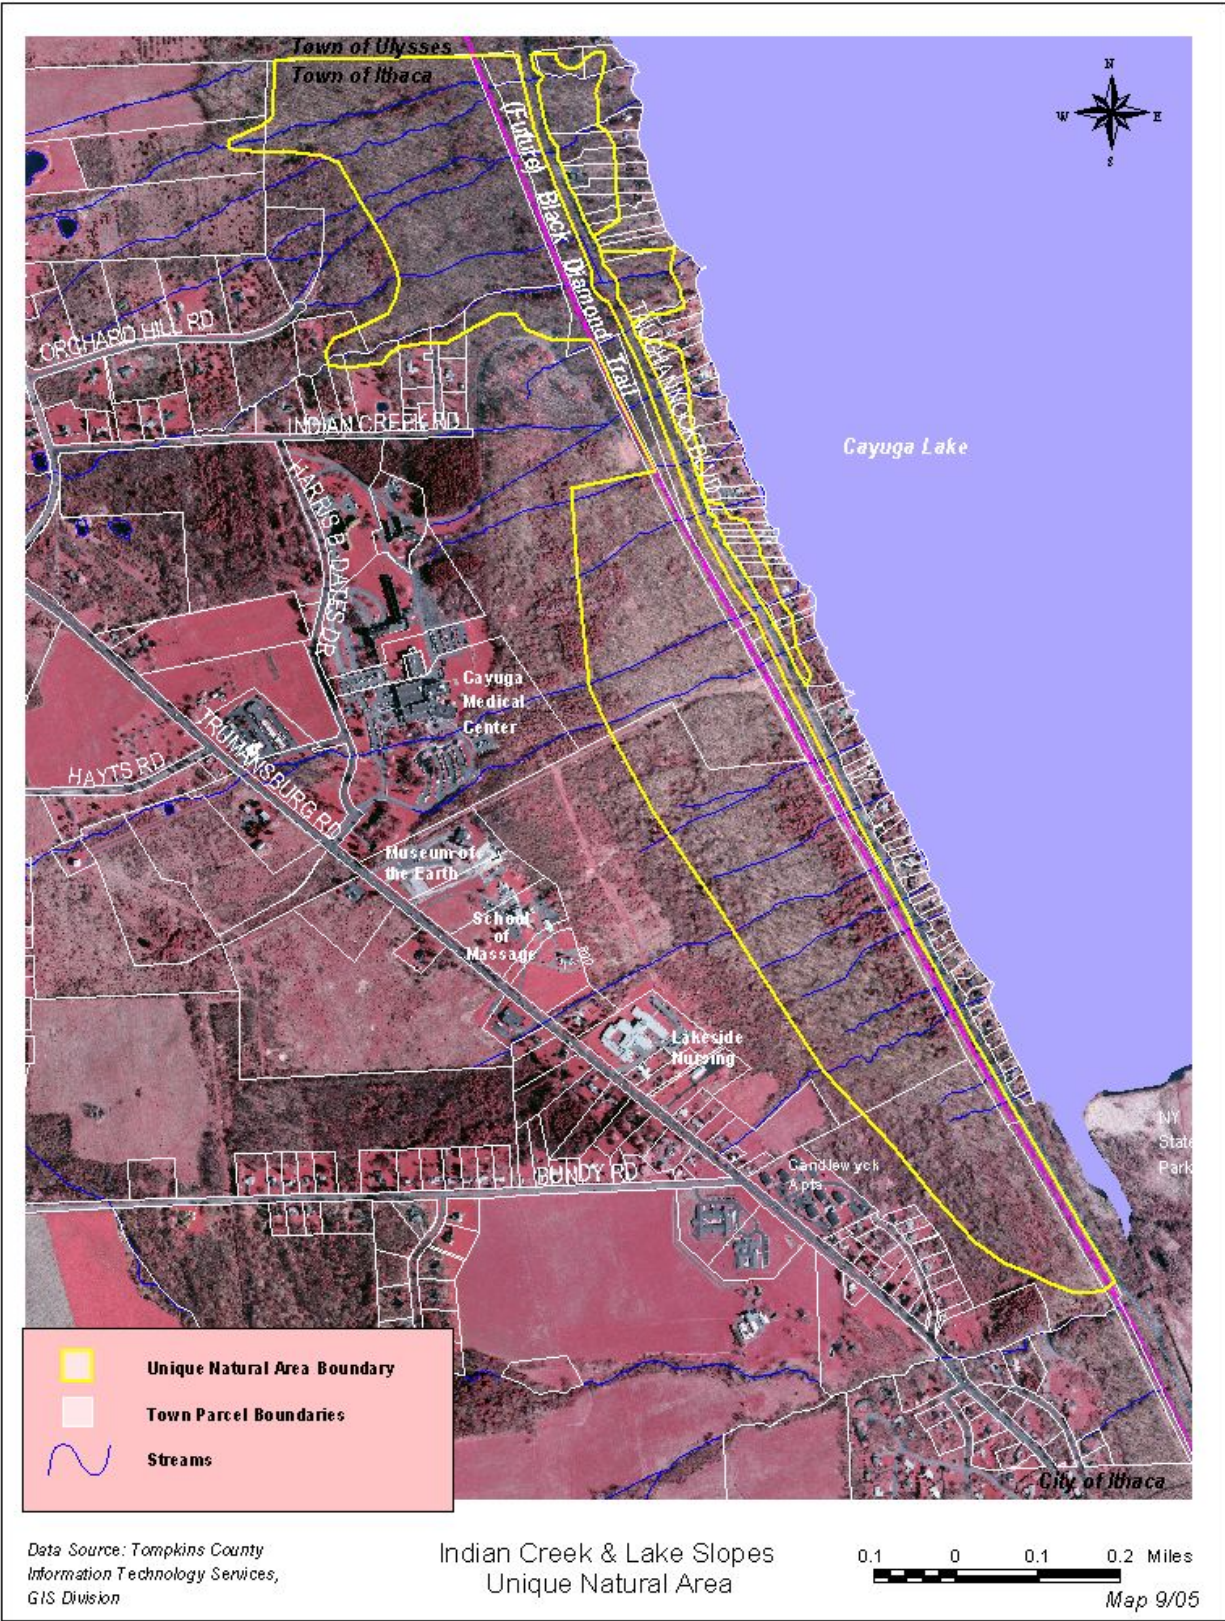 Town of Ulysses
Town of Ithaca
N
W
E
S
(Future) Black Diamond Trail
TAUGHANNOCK BLVD
ORCHARD HILL RD
INDIAN CREEK RD
Cayuga Lake
HARRIS B. DATES DR
Cayuga
Medical
Center
TRUMANSBURG RD
HAYTS RD
Museum of
the Earth
School
of
Massage
Lakeside
Nursing
NY
State
Park
Candlewyck
Apts
BUNDY RD
Unique Natural Area Boundary
Town Parcel Boundaries
Streams
City of Ithaca
Data Source: Tompkins County
Information Technology Services,
GIS Division
Indian Creek & Lake Slopes
Unique Natural Area
0.1 0 0.1 0.2 Miles
Map 9/05